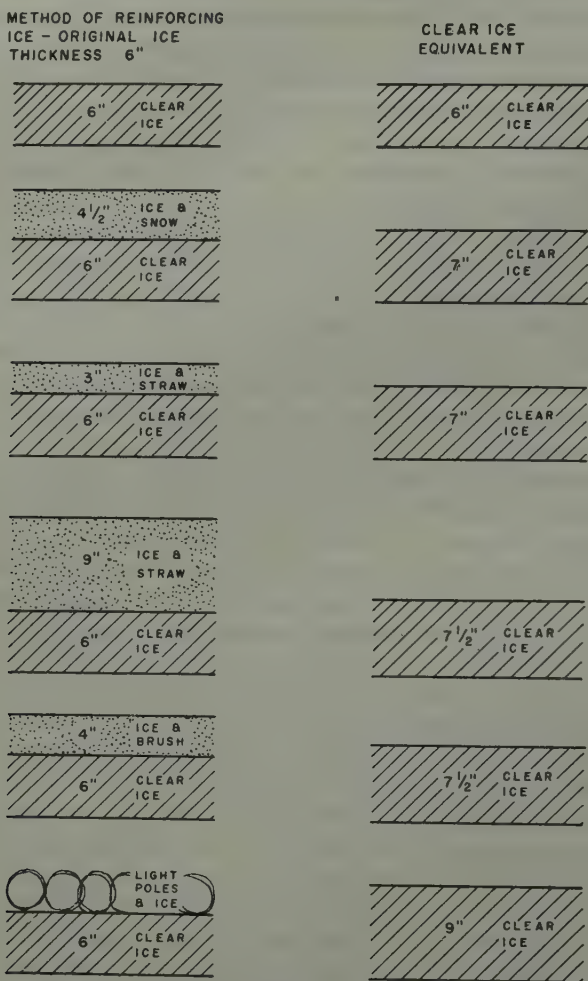 METHOD OF REINFORCING
ICE – ORIGINAL ICE
THICKNESS 6"
CLEAR ICE
EQUIVALENT
6" CLEAR
ICE
6" CLEAR
ICE
4 1/2" ICE &
SNOW
6" CLEAR
ICE
7" CLEAR
ICE
3" ICE &
STRAW
6" CLEAR
ICE
7" CLEAR
ICE
9" ICE &
STRAW
6" CLEAR
ICE
7 1/2" CLEAR
ICE
4" ICE &
BRUSH
6" CLEAR
ICE
7 1/2" CLEAR
ICE
LIGHT
POLES
& ICE
6" CLEAR
ICE
9" CLEAR
ICE